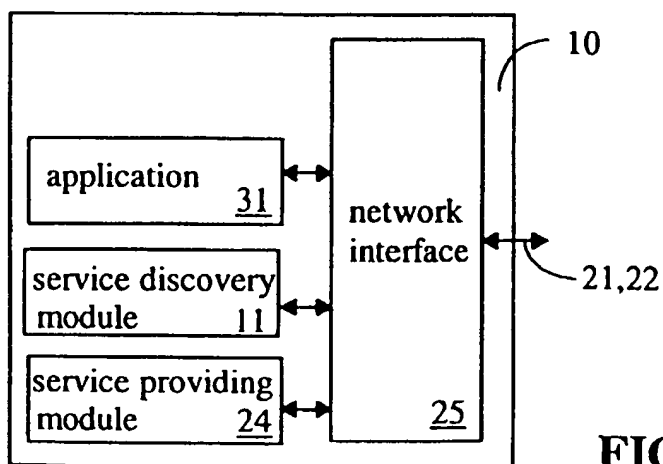 10
application
31
network
interface
21,22
service discovery
module 11
service providing
module 24
25
FIG